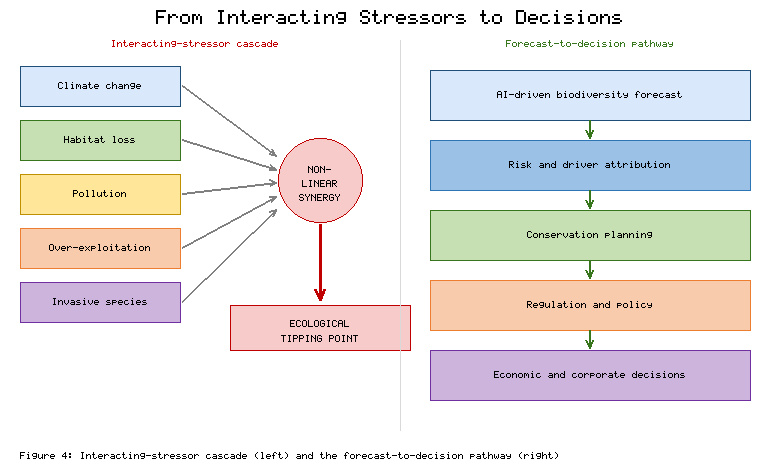 From Interacting Stressors to Decisions
Interacting-stressor cascade
Climate change
Habitat loss
Pollution
Over-exploitation
Invasive species
NON-
LINEAR
SYNERGY
ECOLOGICAL
TIPPING POINT
Forecast-to-decision pathway
AI-driven biodiversity forecast
Risk and driver attribution
Conservation planning
Regulation and policy
Economic and corporate decisions
Figure 4: Interacting-stressor cascade (left) and the forecast-to-decision pathway (right)